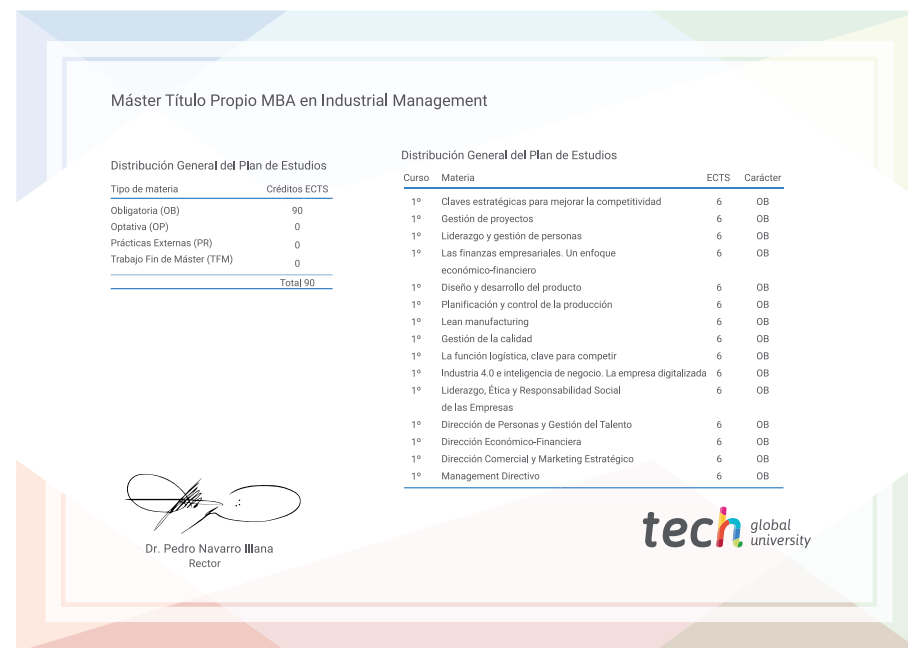 Máster Título Propio MBA en Industrial Management
Distribución General del Plan de Estudios
Tipo de materia Créditos ECTS
Obligatoria (OB) 90
Optativa (OP) 0
Prácticas Externas (PR) 0
Trabajo Fin de Máster (TFM) 0
Total 90
Distribución General del Plan de Estudios
Curso Materia ECTS Carácter
1º Claves estratégicas para mejorar la competitividad 6 OB
1º Gestión de proyectos 6 OB
1º Liderazgo y gestión de personas 6 OB
1º Las finanzas empresariales. Un enfoque 6 OB
económico-financiero
1º Diseño y desarrollo del producto 6 OB
1º Planificación y control de la producción 6 OB
1º Lean manufacturing 6 OB
1º Gestión de la calidad 6 OB
1º La función logística, clave para competir 6 OB
1º Industria 4.0 e inteligencia de negocio. La empresa digitalizada 6 OB
1º Liderazgo, Ética y Responsabilidad Social 6 OB
de las Empresas
1º Dirección de Personas y Gestión del Talento 6 OB
1º Dirección Económico-Financiera 6 OB
1º Dirección Comercial y Marketing Estratégico 6 OB
1º Management Directivo 6 OB
Dr. Pedro Navarro Illana
Rector
tech global
university